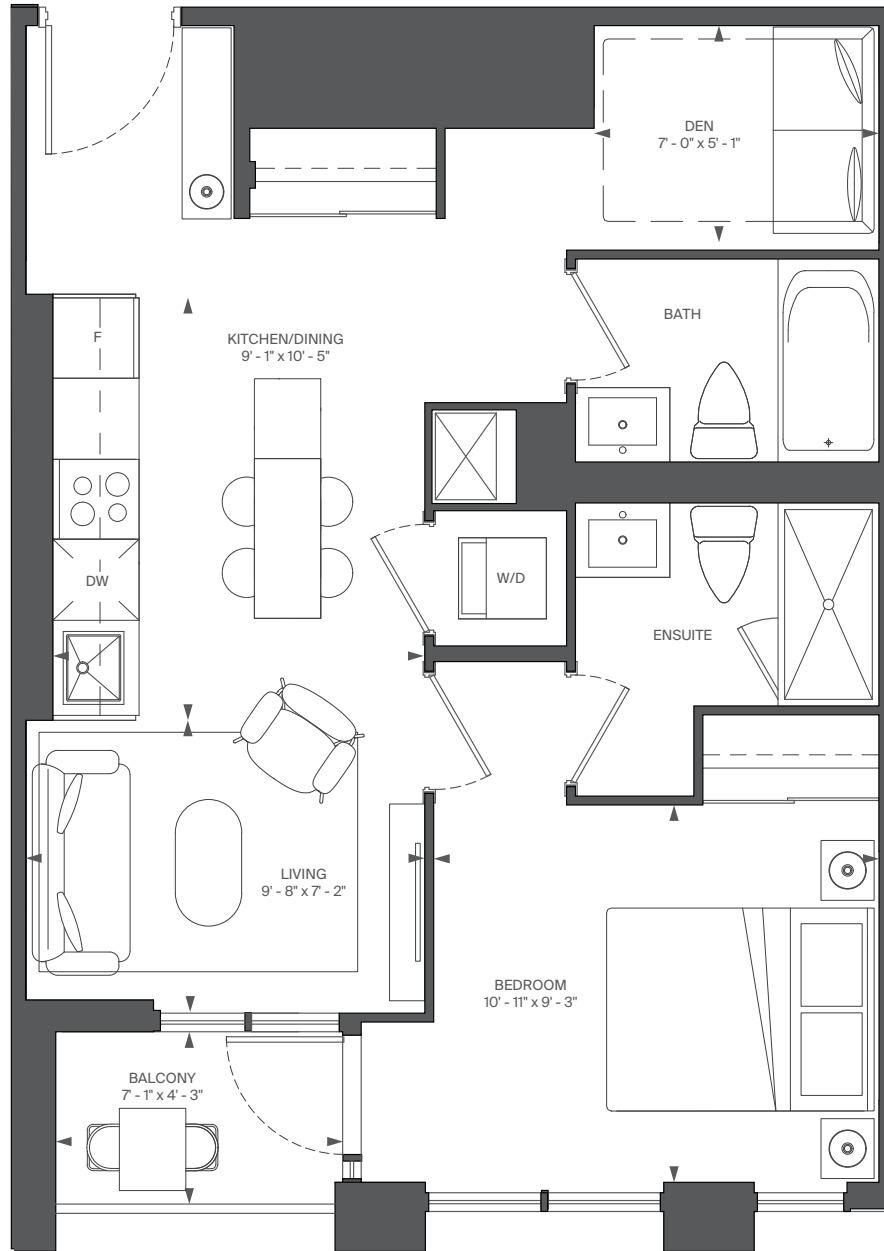 DEN
7' - 0" x 5' - 1"
BATH
F
KITCHEN/DINING
9' - 1" x 10' - 5"
DW
W/D
ENSUITE
LIVING
9' - 8" x 7' - 2"
BEDROOM
10' - 11" x 9' - 3"
BALCONY
7' - 1" x 4' - 3"